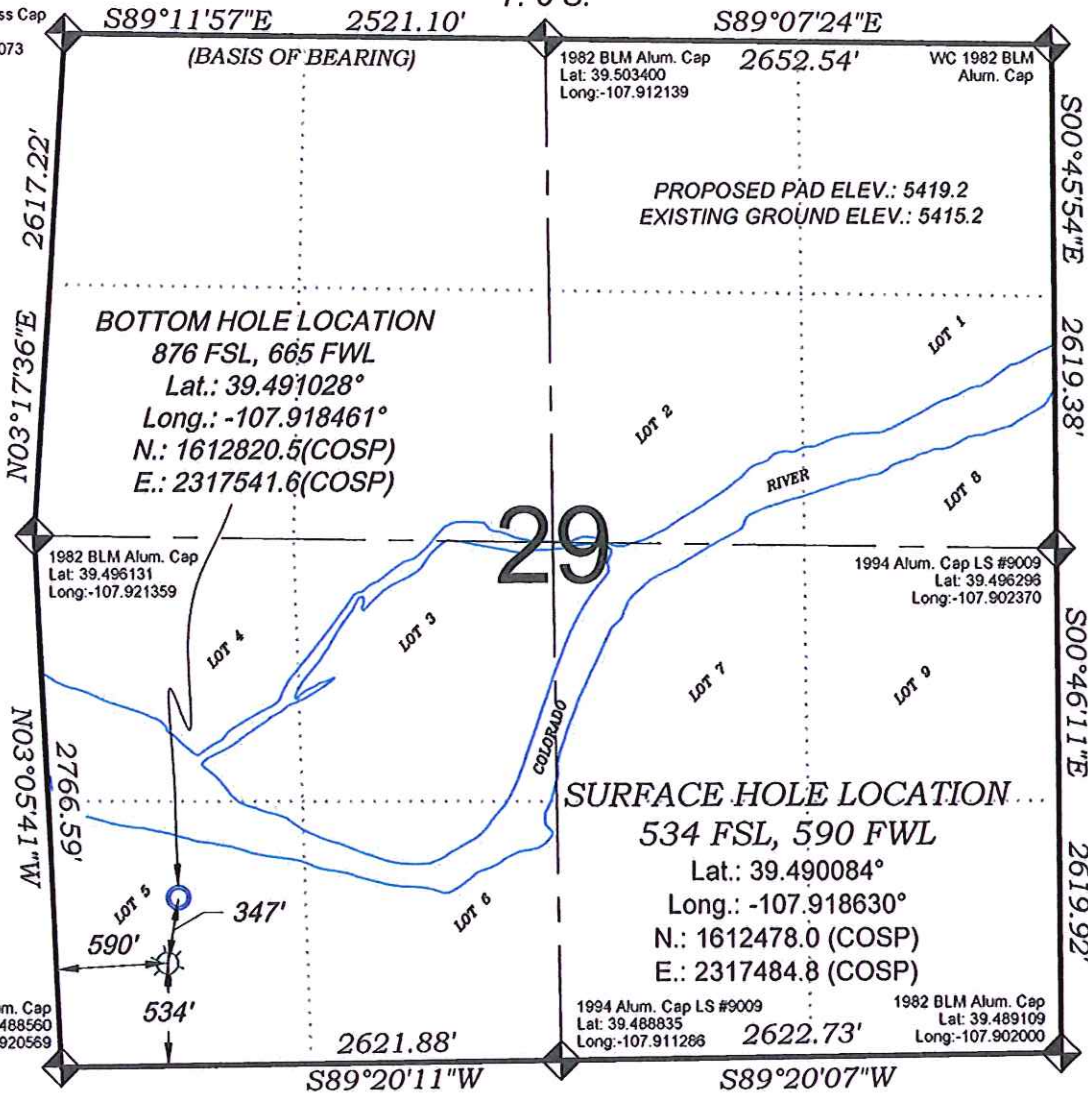 ss Cap
073
S89°11'57"E 2521.10'
(BASIS OF BEARING)
S89°07'24"E
2652.54'
1982 BLM Alum. Cap
Lat: 39.503400
Long:-107.912139
WC 1982 BLM
Alum. Cap
2617.22'
N03°17'36"E
S00°45'54"E
2619.38'
PROPOSED PAD ELEV.: 5419.2
EXISTING GROUND ELEV.: 5415.2
BOTTOM HOLE LOCATION
876 FSL, 665 FWL
Lat.: 39.491028°
Long.: -107.918461°
N.: 1612820.5(COSP)
E.: 2317541.6(COSP)
LOT 1
LOT 2
RIVER
LOT 8
29
1982 BLM Alum. Cap
Lat: 39.496131
Long:-107.921359
1994 Alum. Cap LS #9009
Lat: 39.496296
Long:-107.902370
LOT 4
LOT 3
LOT 7
LOT 9
COLORADO
N03°05'41"W
2766.59'
S00°46'11"E
2619.92'
SURFACE HOLE LOCATION
534 FSL, 590 FWL
Lat.: 39.490084°
Long.: -107.918630°
N.: 1612478.0 (COSP)
E.: 2317484.8 (COSP)
LOT 5
347'
LOT 6
590'
534'
um. Cap
488560
920569
2621.88'
S89°20'11"W
1994 Alum. Cap LS #9009
Lat: 39.488835
Long:-107.911286
2622.73'
S89°20'07"W
1982 BLM Alum. Cap
Lat: 39.489109
Long:-107.902000